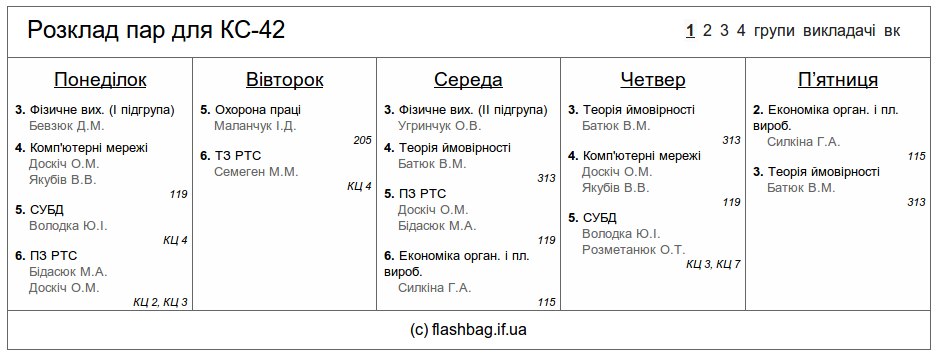 Розклад пар для КС-42
1 2 3 4 групи викладачі вк
Понеділок
3. Фізичне вих. (І підгрупа)
Бевзюк Д.М.
4. Комп'ютерні мережі
Доскіч О.М.
Якубів В.В.
119
5. СУБД
Володка Ю.І.
КЦ 4
6. ПЗ РТС
Бідасюк М.А.
Доскіч О.М.
КЦ 2, КЦ 3
Вівторок
5. Охорона праці
Маланчук І.Д.
205
6. ТЗ РТС
Семеген М.М.
КЦ 4
Середа
3. Фізичне вих. (ІІ підгрупа)
Угринчук О.В.
4. Теорія ймовірності
Батюк В.М.
313
5. ПЗ РТС
Доскіч О.М.
Бідасюк М.А.
119
6. Економіка орган. і пл.
вироб.
Силкіна Г.А.
115
Четвер
3. Теорія ймовірності
Батюк В.М.
313
4. Комп'ютерні мережі
Доскіч О.М.
Якубів В.В.
119
5. СУБД
Володка Ю.І.
Розметанюк О.Т.
КЦ 3, КЦ 7
П'ятниця
2. Економіка орган. і пл.
вироб.
Силкіна Г.А.
115
3. Теорія ймовірності
Батюк В.М.
313
(c) flashbag.if.ua